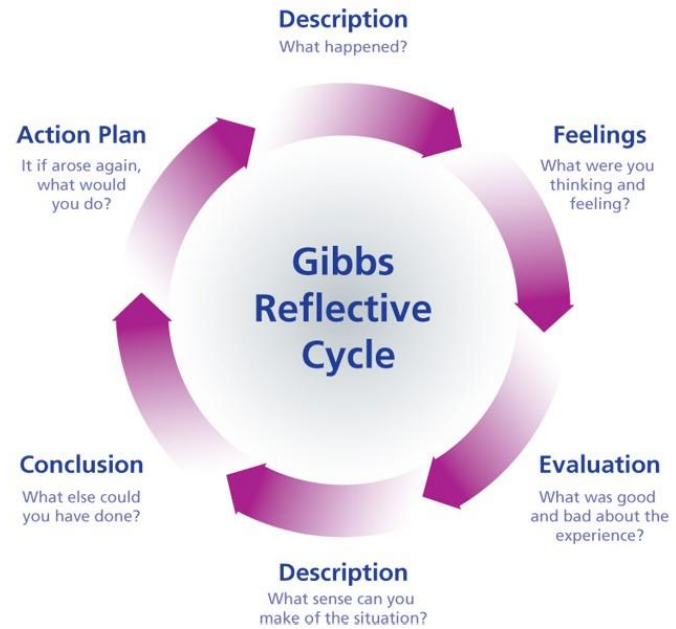 Description
What happened?
Feelings
What were you
thinking and
feeling?
Evaluation
What was good
and bad about the
experience?
Description
What sense can you
make of the situation?
Conclusion
What else could
you have done?
Action Plan
It if arose again,
what would
you do?
Gibbs
Reflective
Cycle